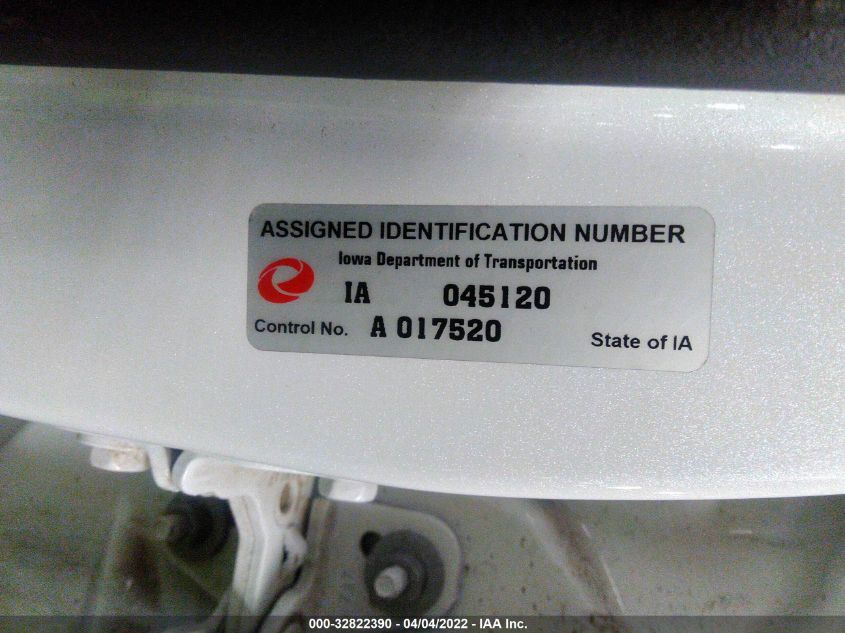 ASSIGNED IDENTIFICATION NUMBER
Iowa Department of Transportation
IA 045120
Control No. A 017520
State of IA
000-32822390 - 04/04/2022 - IAA Inc.